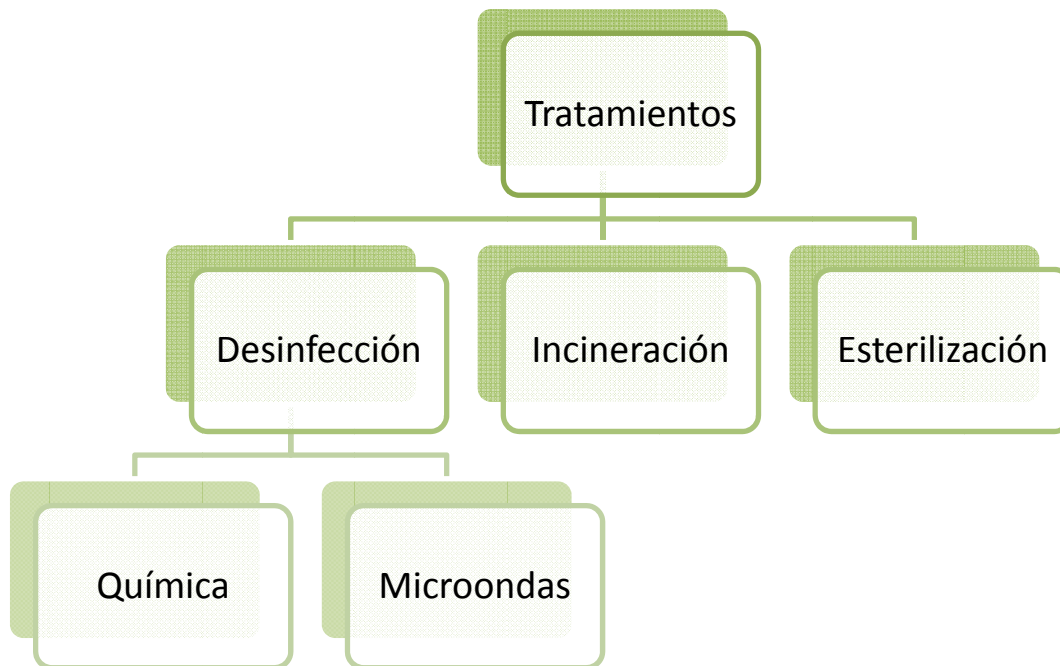 Tratamientos
Desinfección
Incineración
Esterilización
Química
Microondas